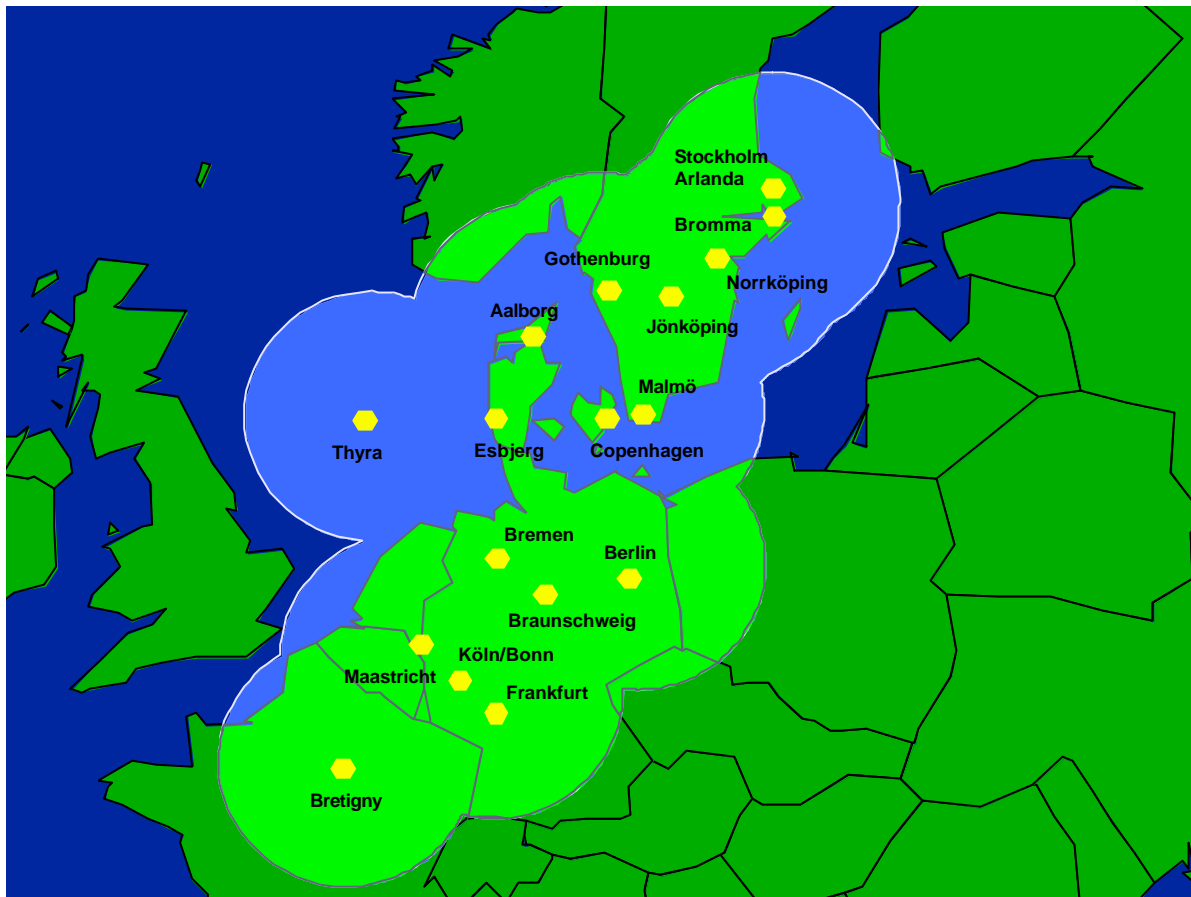 Stockholm
Arlanda
Bromma
Gothenburg
Norrköping
Aalborg
Jönköping
Malmö
Thyra
Esbjerg
Copenhagen
Bremen
Berlin
Braunschweig
Köln/Bonn
Maastricht
Frankfurt
Bretigny